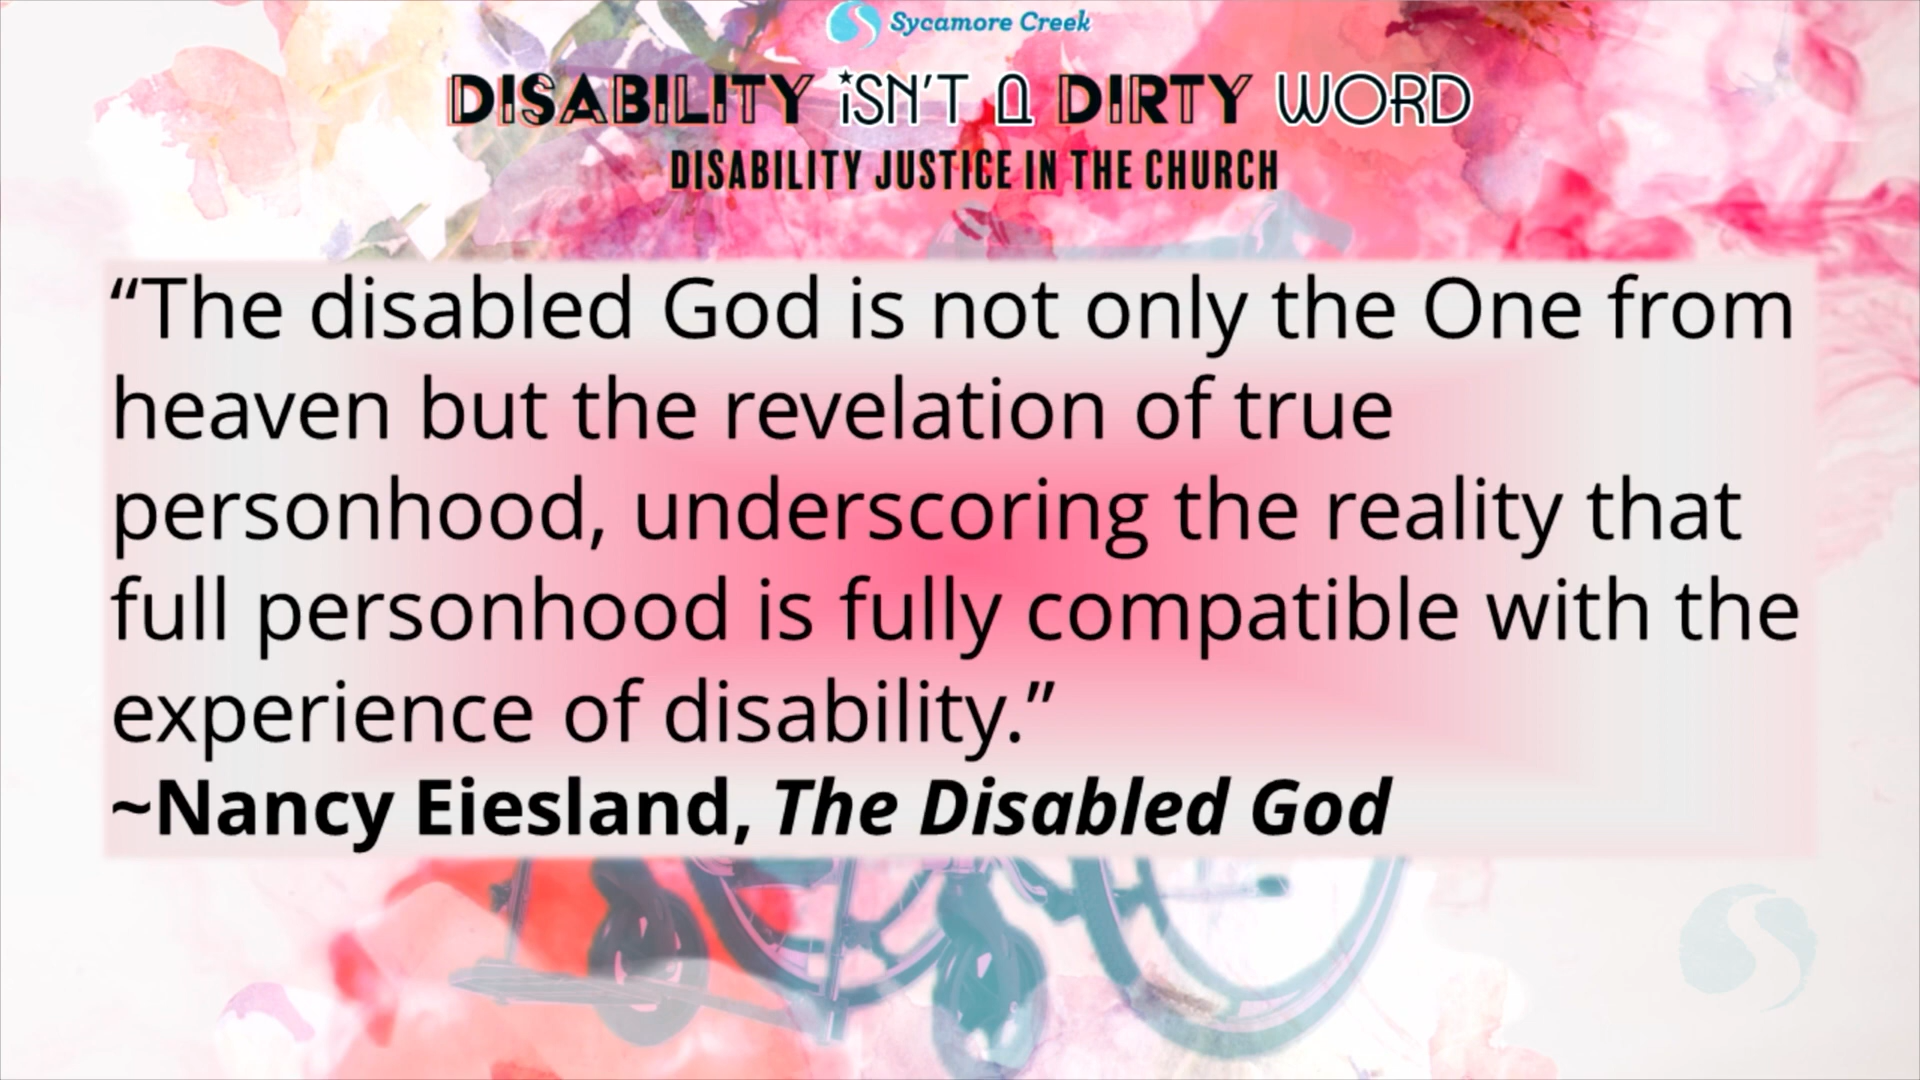 Sycamore Creek
DISABILITY iSN'T A DIRTY WORD
DISABILITY JUSTICE IN THE CHURCH
“The disabled God is not only the One from
heaven but the revelation of true
personhood, underscoring the reality that
full personhood is fully compatible with the
experience of disability.”
~Nancy Eiesland, The Disabled God